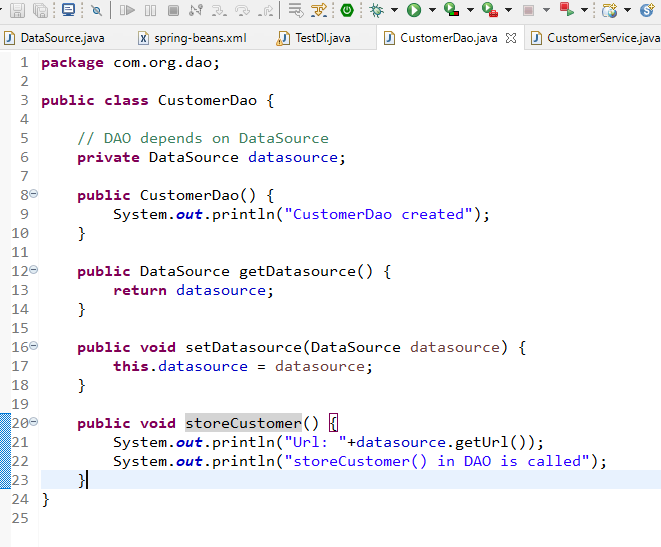 DataSource.java spring-beans.xml TestDI.java CustomerDao.java CustomerService.java
1 package com.org.dao;
2
3 public class CustomerDao {
4
5     // DAO depends on DataSource
6     private DataSource datasource;
7
8     public CustomerDao() {
9         System.out.println("CustomerDao created");
10     }
11
12     public DataSource getDatasource() {
13         return datasource;
14     }
15
16     public void setDatasource(DataSource datasource) {
17         this.datasource = datasource;
18     }
19
20     public void storeCustomer() {
21         System.out.println("Url: "+datasource.getUrl());
22         System.out.println("storeCustomer() in DAO is called");
23     }
24 }
25